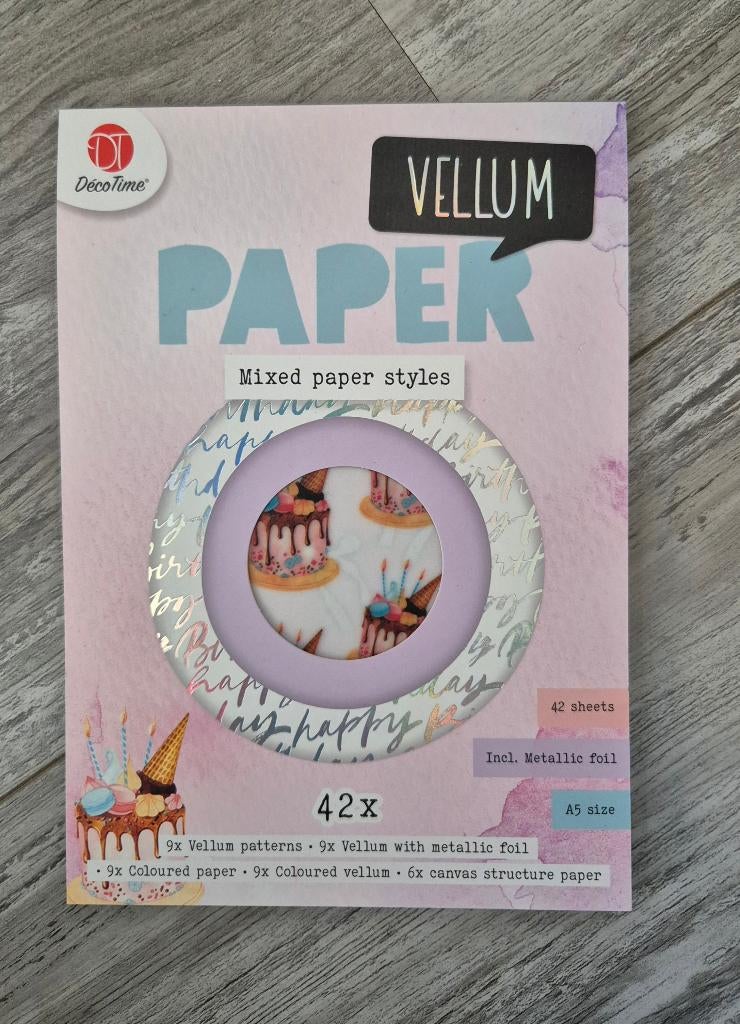 DT
DécoTime®
VELLUM
PAPER
Mixed paper styles
42 sheets
Incl. Metallic foil
A5 size
42x
9x Vellum patterns • 9x Vellum with metallic foil
• 9x Coloured paper • 9x Coloured vellum • 6x canvas structure paper